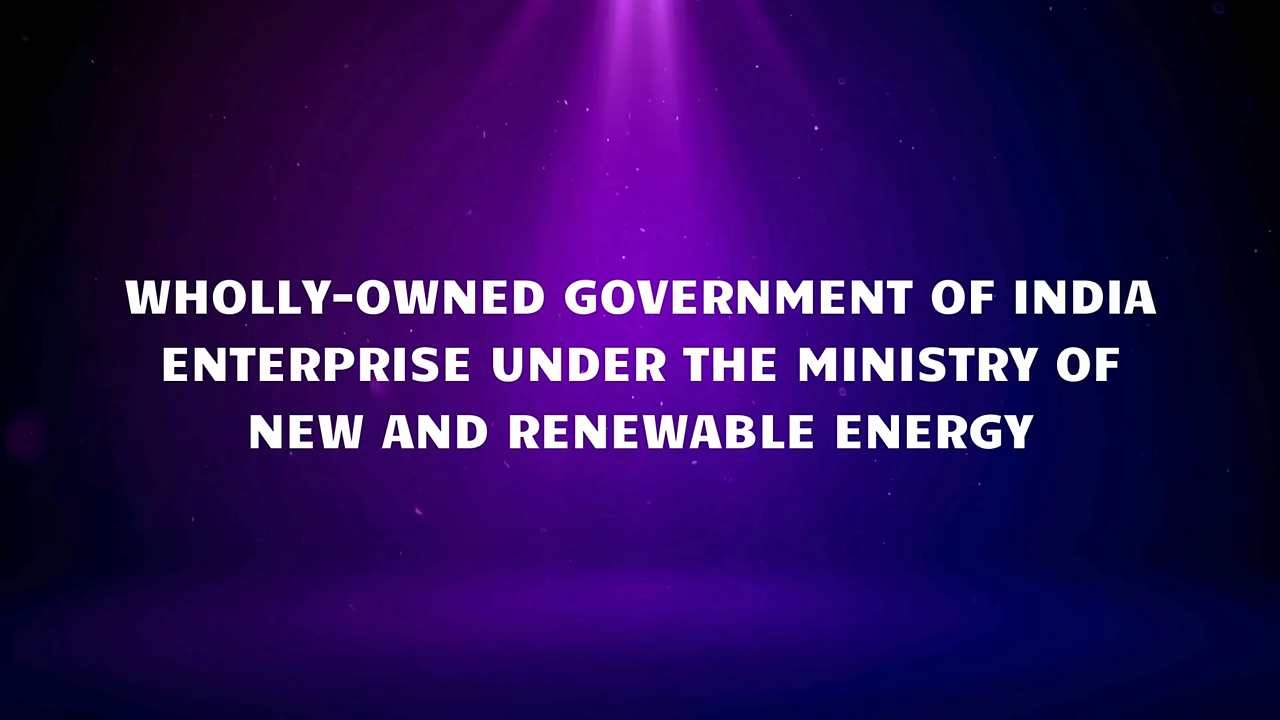 WHOLLY-OWNED GOVERNMENT OF INDIA
ENTERPRISE UNDER THE MINISTRY OF
NEW AND RENEWABLE ENERGY